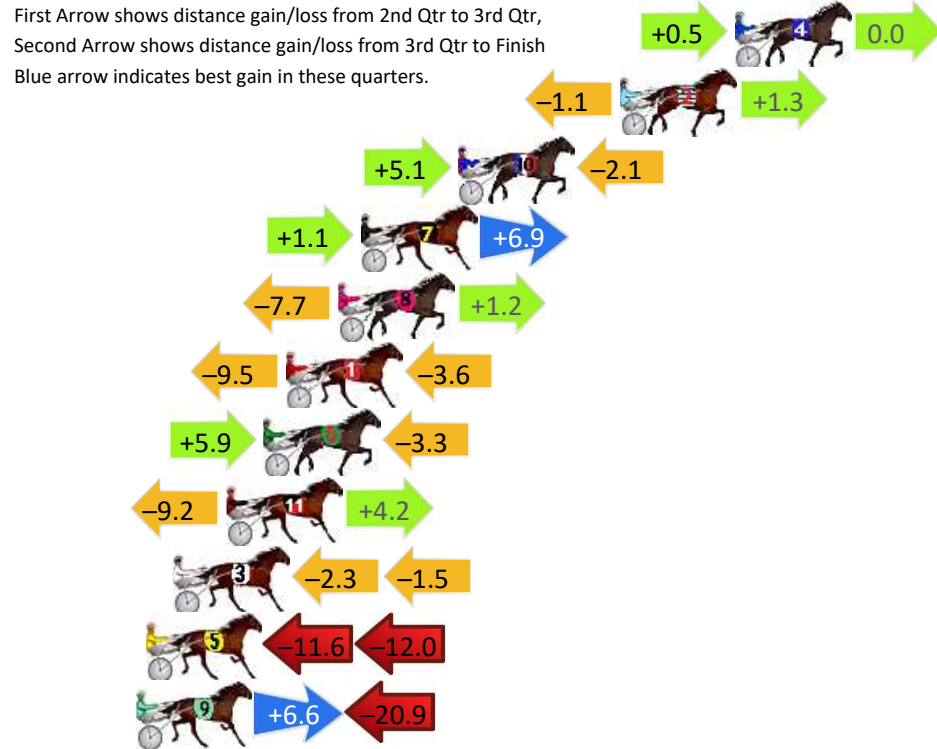 First Arrow shows distance gain/loss from 2nd Qtr to 3rd Qtr,
Second Arrow shows distance gain/loss from 3rd Qtr to Finish
Blue arrow indicates best gain in these quarters.
+0.5 4 0.0
–1.1 2 +1.3
+5.1 10 –2.1
+1.1 7 +6.9
–7.7 8 +1.2
–9.5 1 –3.6
+5.9 –3.3
–9.2 11 +4.2
3 –2.3 –1.5
5 –11.6 –12.0
9 +6.6 –20.9